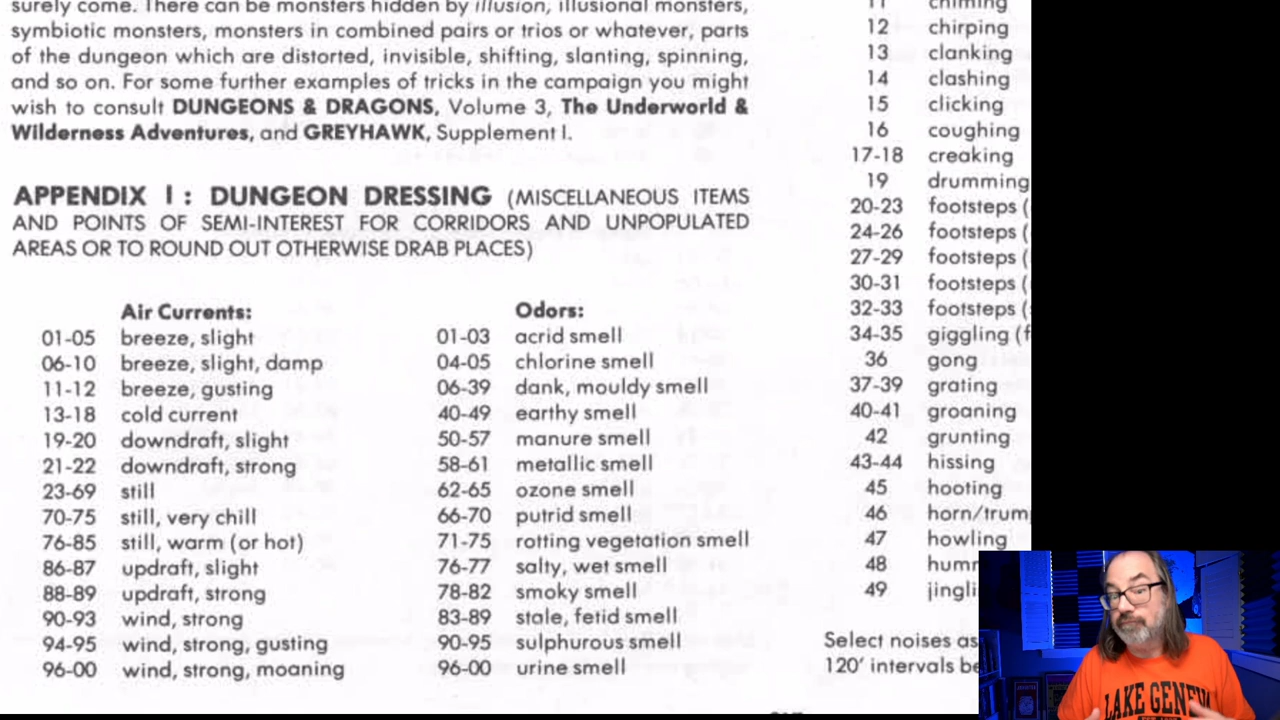 surely come. There can be monsters hidden by illusion, illusional monsters,
symbiotic monsters, monsters in combined pairs or trios or whatever, parts
of the dungeon which are distorted, invisible, shifting, slanting, spinning,
and so on. For some further examples of tricks in the campaign you might
wish to consult DUNGEONS & DRAGONS, Volume 3, The Underworld &
Wilderness Adventures, and GREYHAWK, Supplement I.
APPENDIX I: DUNGEON DRESSING (MISCELLANEOUS ITEMS
AND POINTS OF SEMI-INTEREST FOR CORRIDORS AND UNPOPULATED
AREAS OR TO ROUND OUT OTHERWISE DRAB PLACES)
Air Currents:
01-05 breeze, slight
06-10 breeze, slight, damp
11-12 breeze, gusting
13-18 cold current
19-20 downdraft, slight
21-22 downdraft, strong
23-69 still
70-75 still, very chill
76-85 still, warm (or hot)
86-87 updraft, slight
88-89 updraft, strong
90-93 wind, strong
94-95 wind, strong, gusting
96-00 wind, strong, moaning
Odors:
01-03 acrid smell
04-05 chlorine smell
06-39 dank, mouldy smell
40-49 earthy smell
50-57 manure smell
58-61 metallic smell
62-65 ozone smell
66-70 putrid smell
71-75 rotting vegetation smell
76-77 salty, wet smell
78-82 smoky smell
83-89 stale, fetid smell
90-95 sulphurous smell
96-00 urine smell
11 chiming
12 chirping
13 clanking
14 clashing
15 clicking
16 coughing
17-18 creaking
19 drumming
20-23 footsteps (
24-26 footsteps (
27-29 footsteps (
30-31 footsteps (
32-33 footsteps (
34-35 giggling (f
36 gong
37-39 grating
40-41 groaning
42 grunting
43-44 hissing
45 hooting
46 horn/trum
47 howling
48 humm
49 jingli
Select noises as
120' intervals be
LAKE GENEV